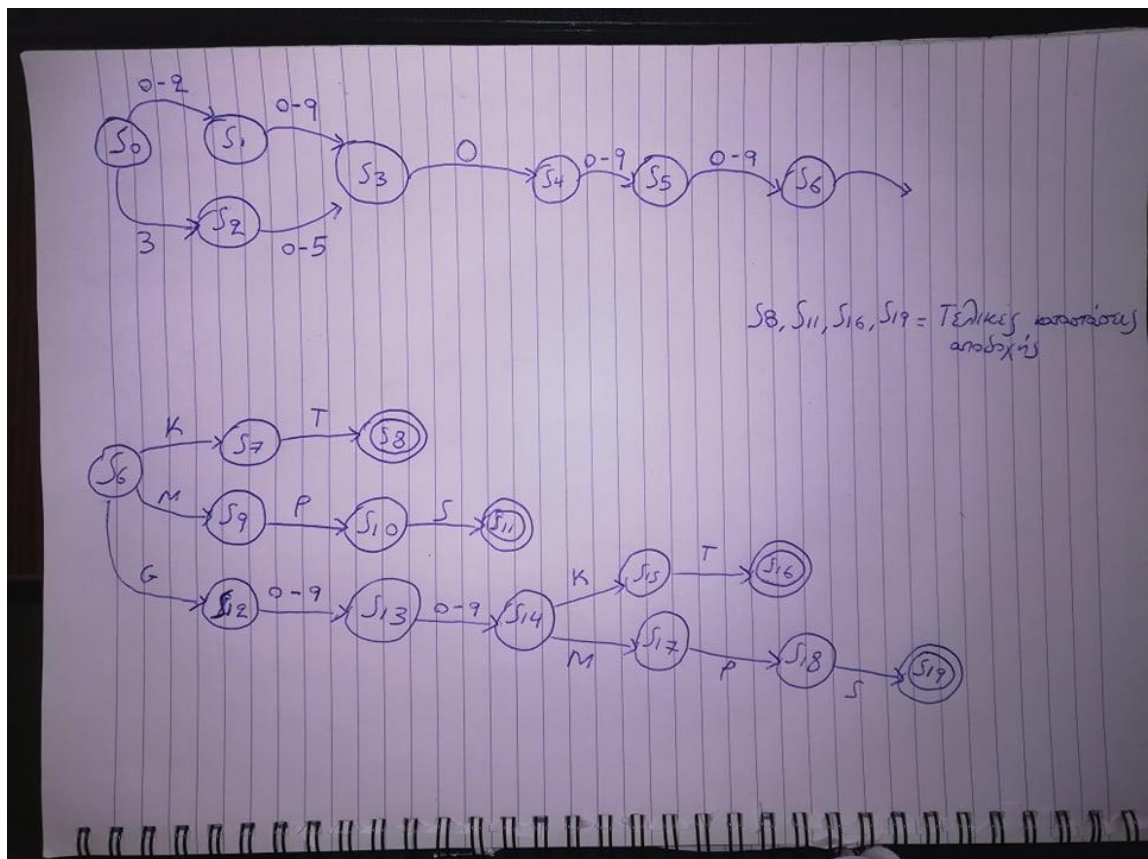 0-2
0-9
S0
S1
S3
0
S4
0-9
S5
0-9
S6
3
S2
0-5
S8, S11, S16, S19 = Τελικές καταστάσεις
αποδοχής
S6
K
S7
T
S8
M
S9
P
S10
S
S11
G
S12
0-9
S13
0-9
S14
K
S15
T
S16
M
S17
P
S18
S
S19